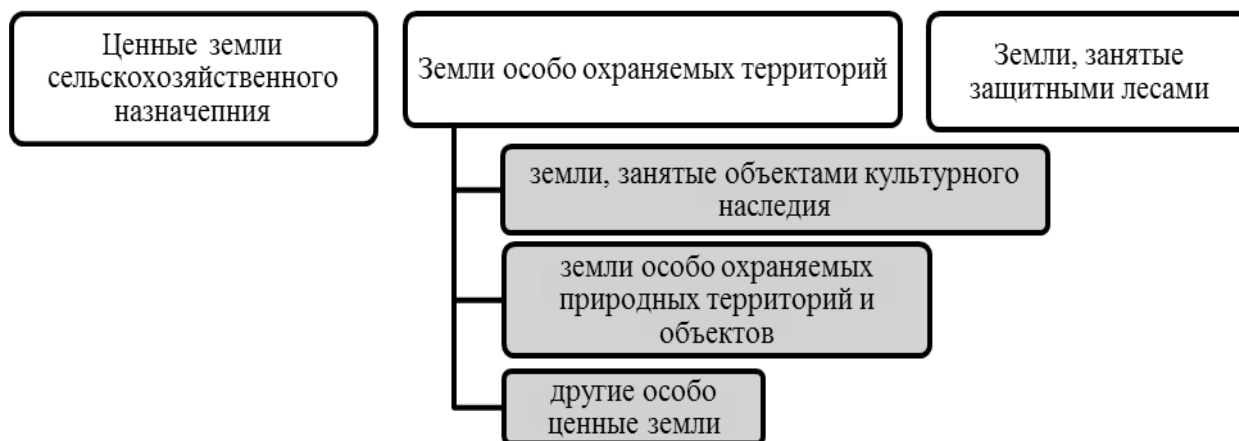 Ценные земли
сельскохозяйственного
назначепния
Земли особо охраняемых территорий
Земли, занятые
защитными лесами
земли, занятые объектами культурного
наследия
земли особо охраняемых
природных территорий и
объектов
другие особо
ценные земли